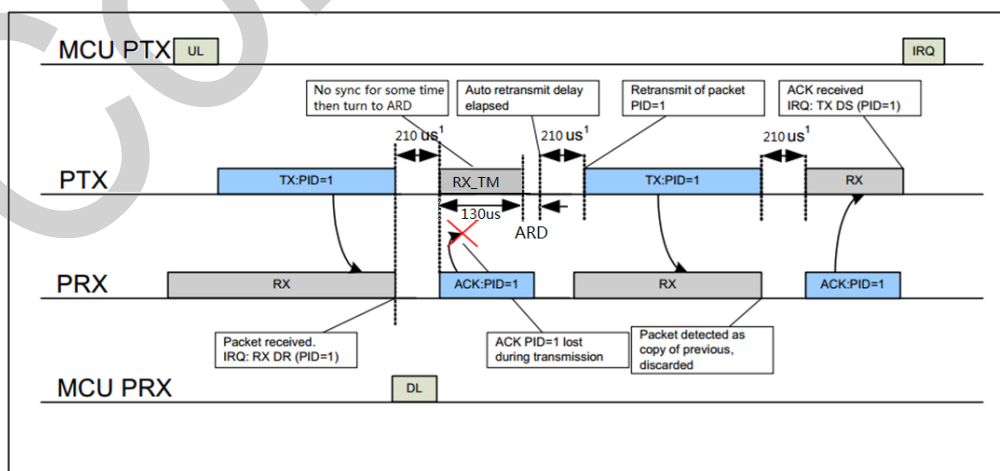 MCU PTX
UL
IRQ
No sync for some time
then turn to ARD
Auto retransmit delay
elapsed
Retransmit of packet
PID=1
ACK received
IRQ: TX DS (PID=1)
210 us¹
210 us¹
210 us¹
PTX
TX:PID=1
RX_TM
TX:PID=1
RX
130us
ARD
PRX
RX
ACK:PID=1
RX
ACK:PID=1
Packet received.
IRQ: RX DR (PID=1)
ACK PID=1 lost
during transmission
Packet detected as
copy of previous,
discarded
MCU PRX
DL